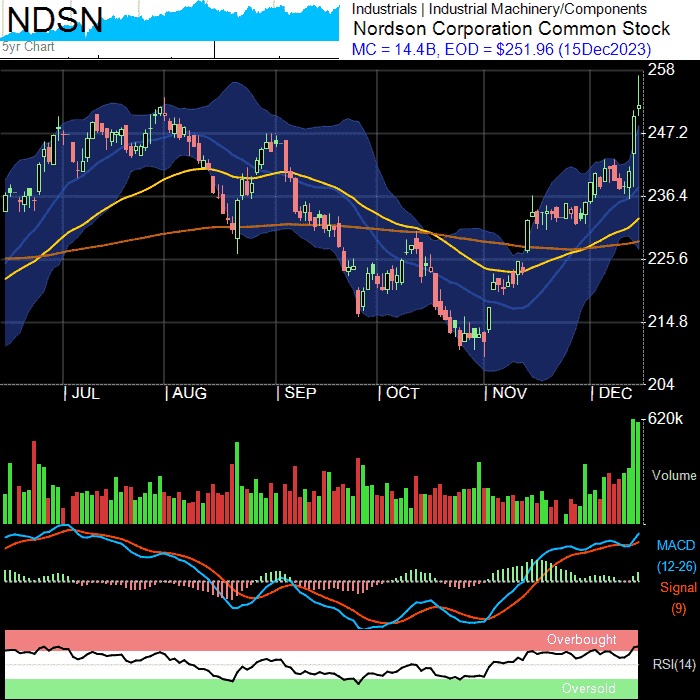 NDSN
5yr Chart
Industrials | Industrial Machinery/Components
Nordson Corporation Common Stock
MC = 14.4B, EOD = $251.96 (15Dec2023)
258
247.2
236.4
225.6
214.8
204
| JUL | AUG | SEP | OCT | NOV | DEC
620k
Volume
MACD
(12-26)
Signal
(9)
Overbought
RSI(14)
Oversold